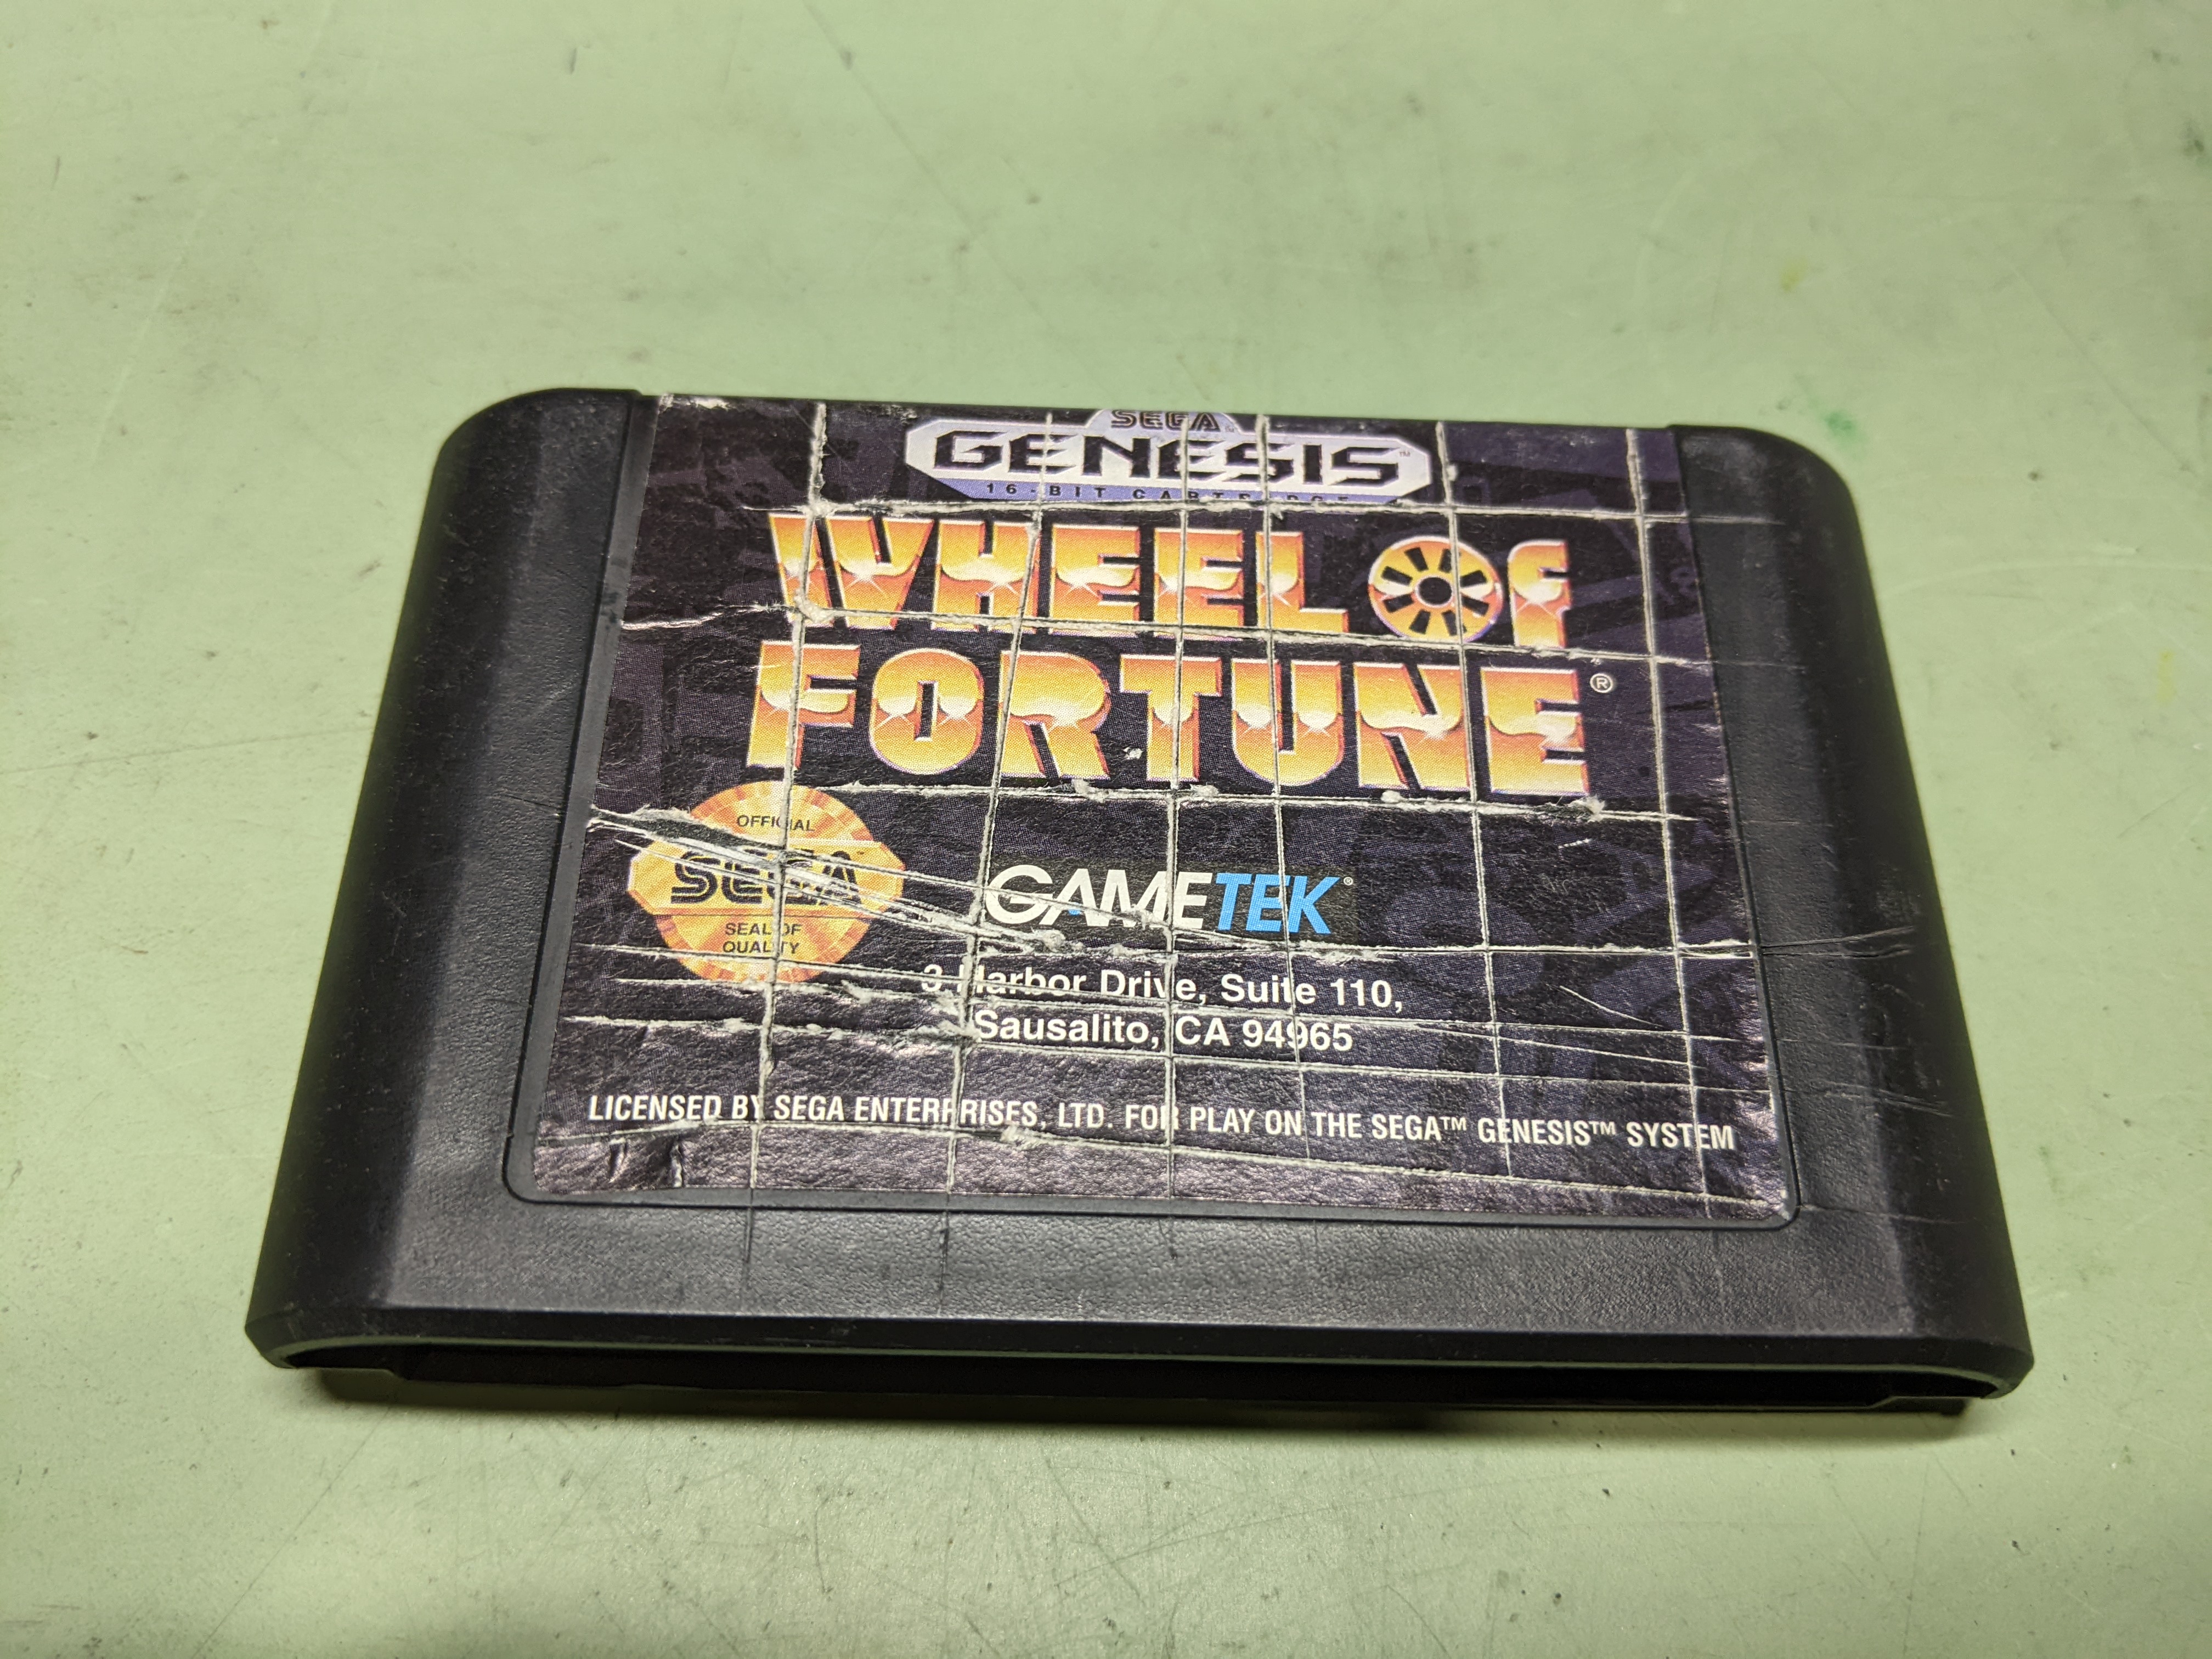 SEGA
GENESIS™
16-BIT CARTRIDGE
WHEEL OF
FORTUNE®
OFFICIAL
SEGA
SEAL OF
QUALITY
GAMETEK®
3 Harbor Drive, Suite 110,
Sausalito, CA 94965
LICENSED BY SEGA ENTERPRISES, LTD. FOR PLAY ON THE SEGA™ GENESIS™ SYSTEM